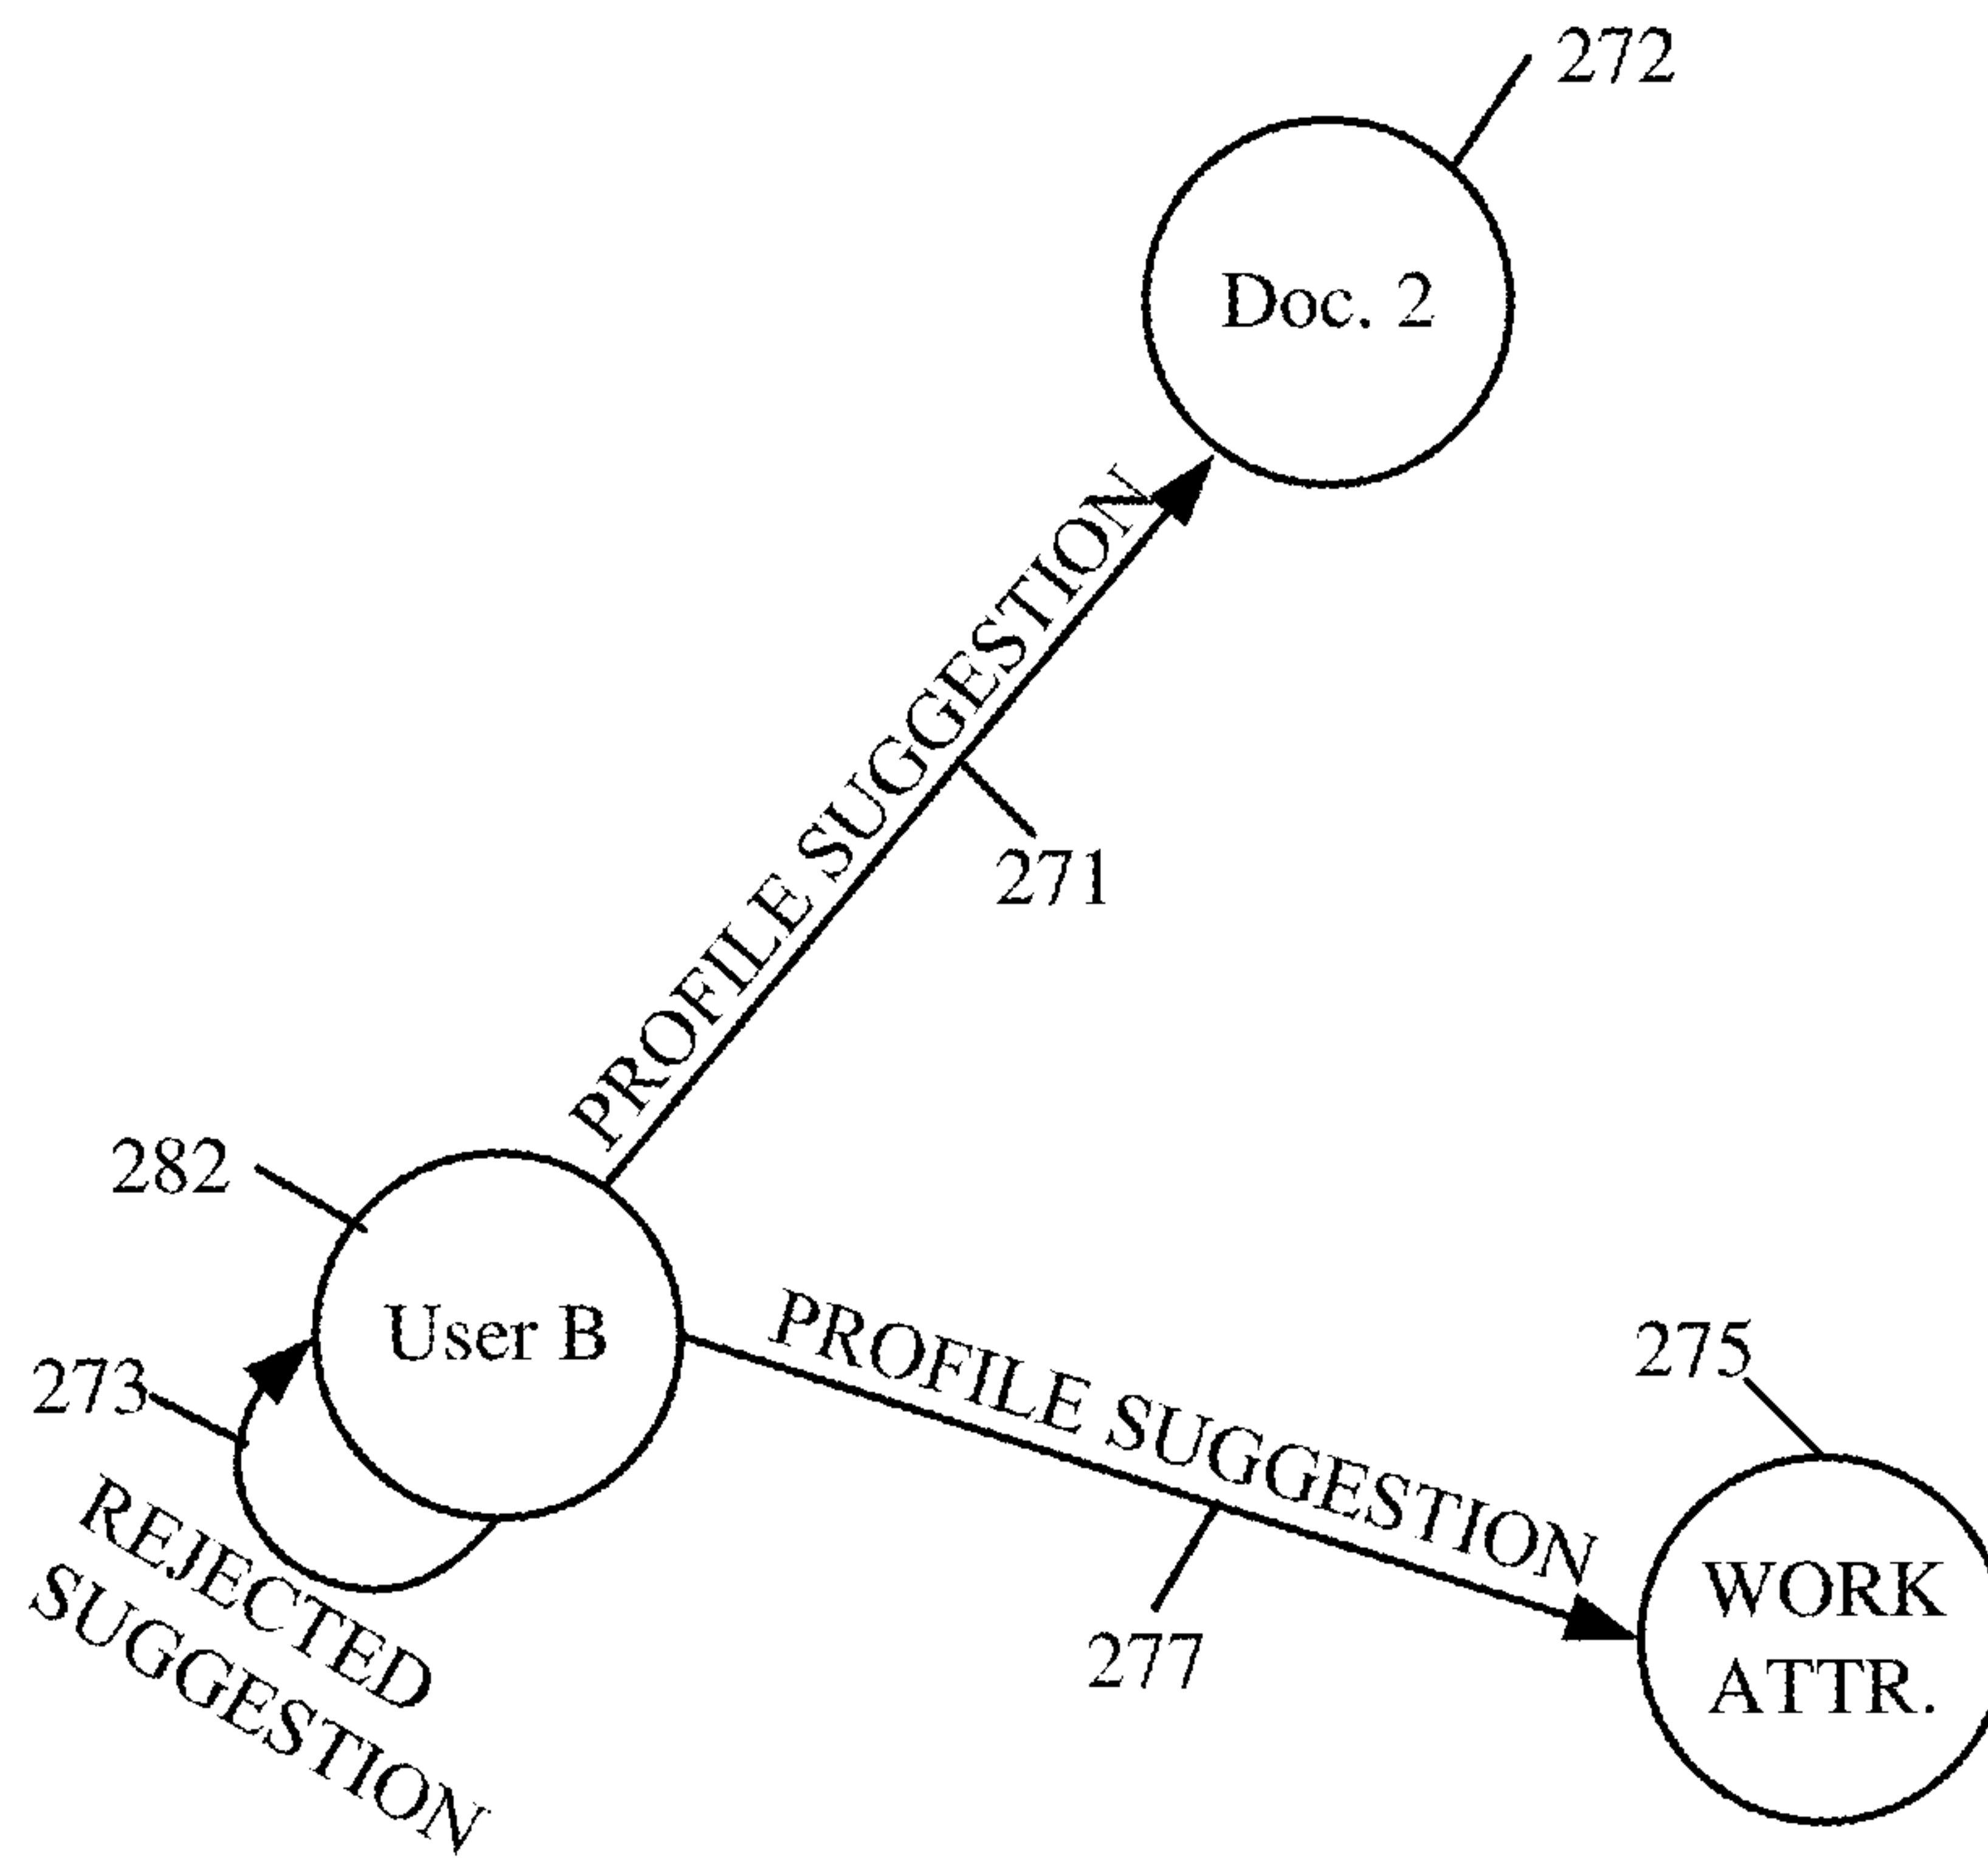 272
Doc. 2
PROFILE SUGGESTION
271
282
User B
273
REJECTED
SUGGESTION
PROFILE SUGGESTION
277
275
WORK
ATTR.